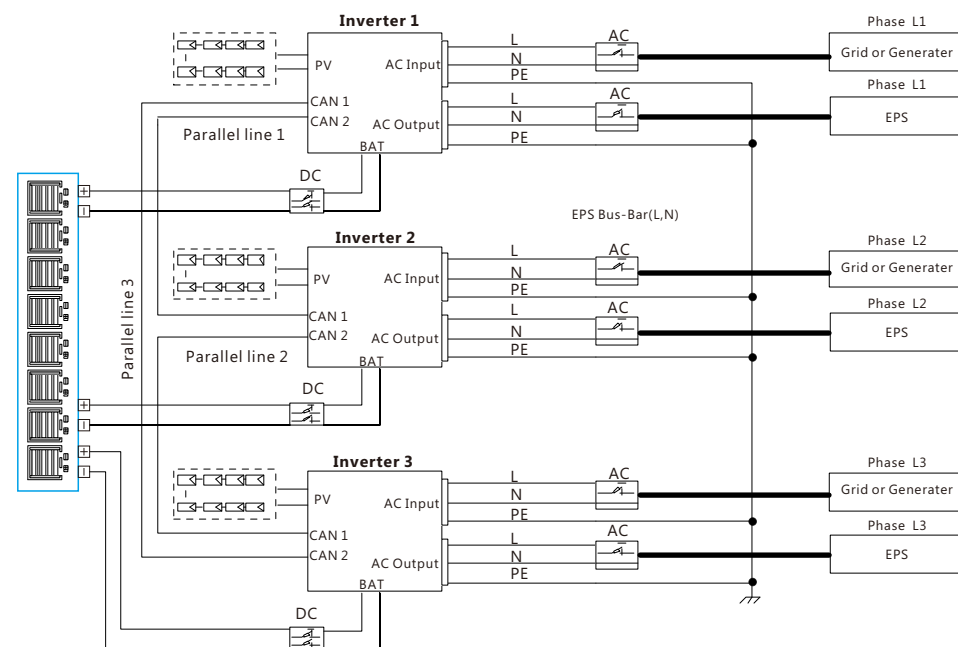 Inverter 1
Phase L1
L
AC
Grid or Generater
PV
AC Input
N
PE
Phase L1
CAN 1
L
AC
CAN 2
AC Output
N
EPS
Parallel line 1
PE
BAT
DC
+
−
EPS Bus-Bar(L,N)
Inverter 2
Phase L2
L
AC
Grid or Generater
PV
AC Input
N
PE
Phase L2
CAN 1
L
AC
CAN 2
AC Output
N
EPS
Parallel line 3
Parallel line 2
PE
BAT
DC
+
−
+
−
Inverter 3
Phase L3
L
AC
Grid or Generater
PV
AC Input
N
PE
Phase L3
CAN 1
L
AC
CAN 2
AC Output
N
EPS
PE
BAT
DC